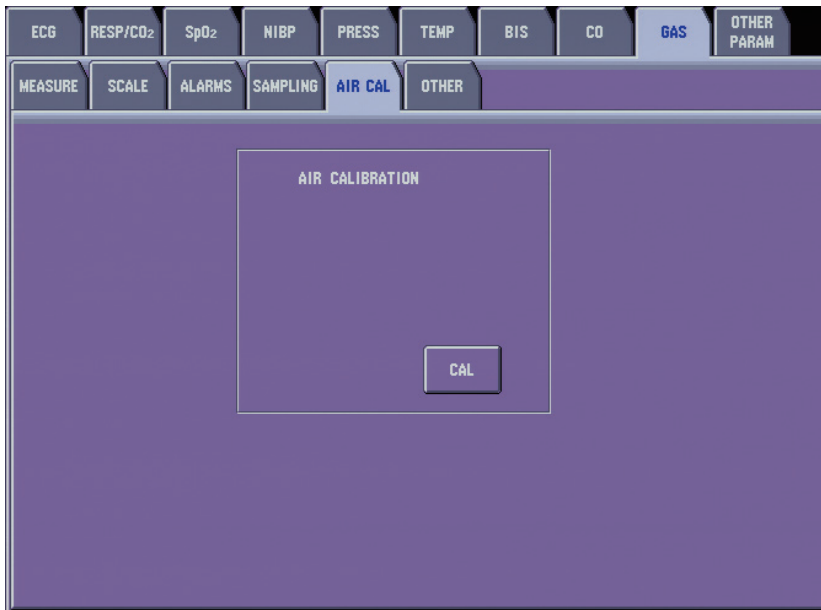 ECG RESP/CO₂ SpO₂ NIBP PRESS TEMP BIS CO GAS OTHER PARAM
MEASURE SCALE ALARMS SAMPLING AIR CAL OTHER
AIR CALIBRATION
CAL